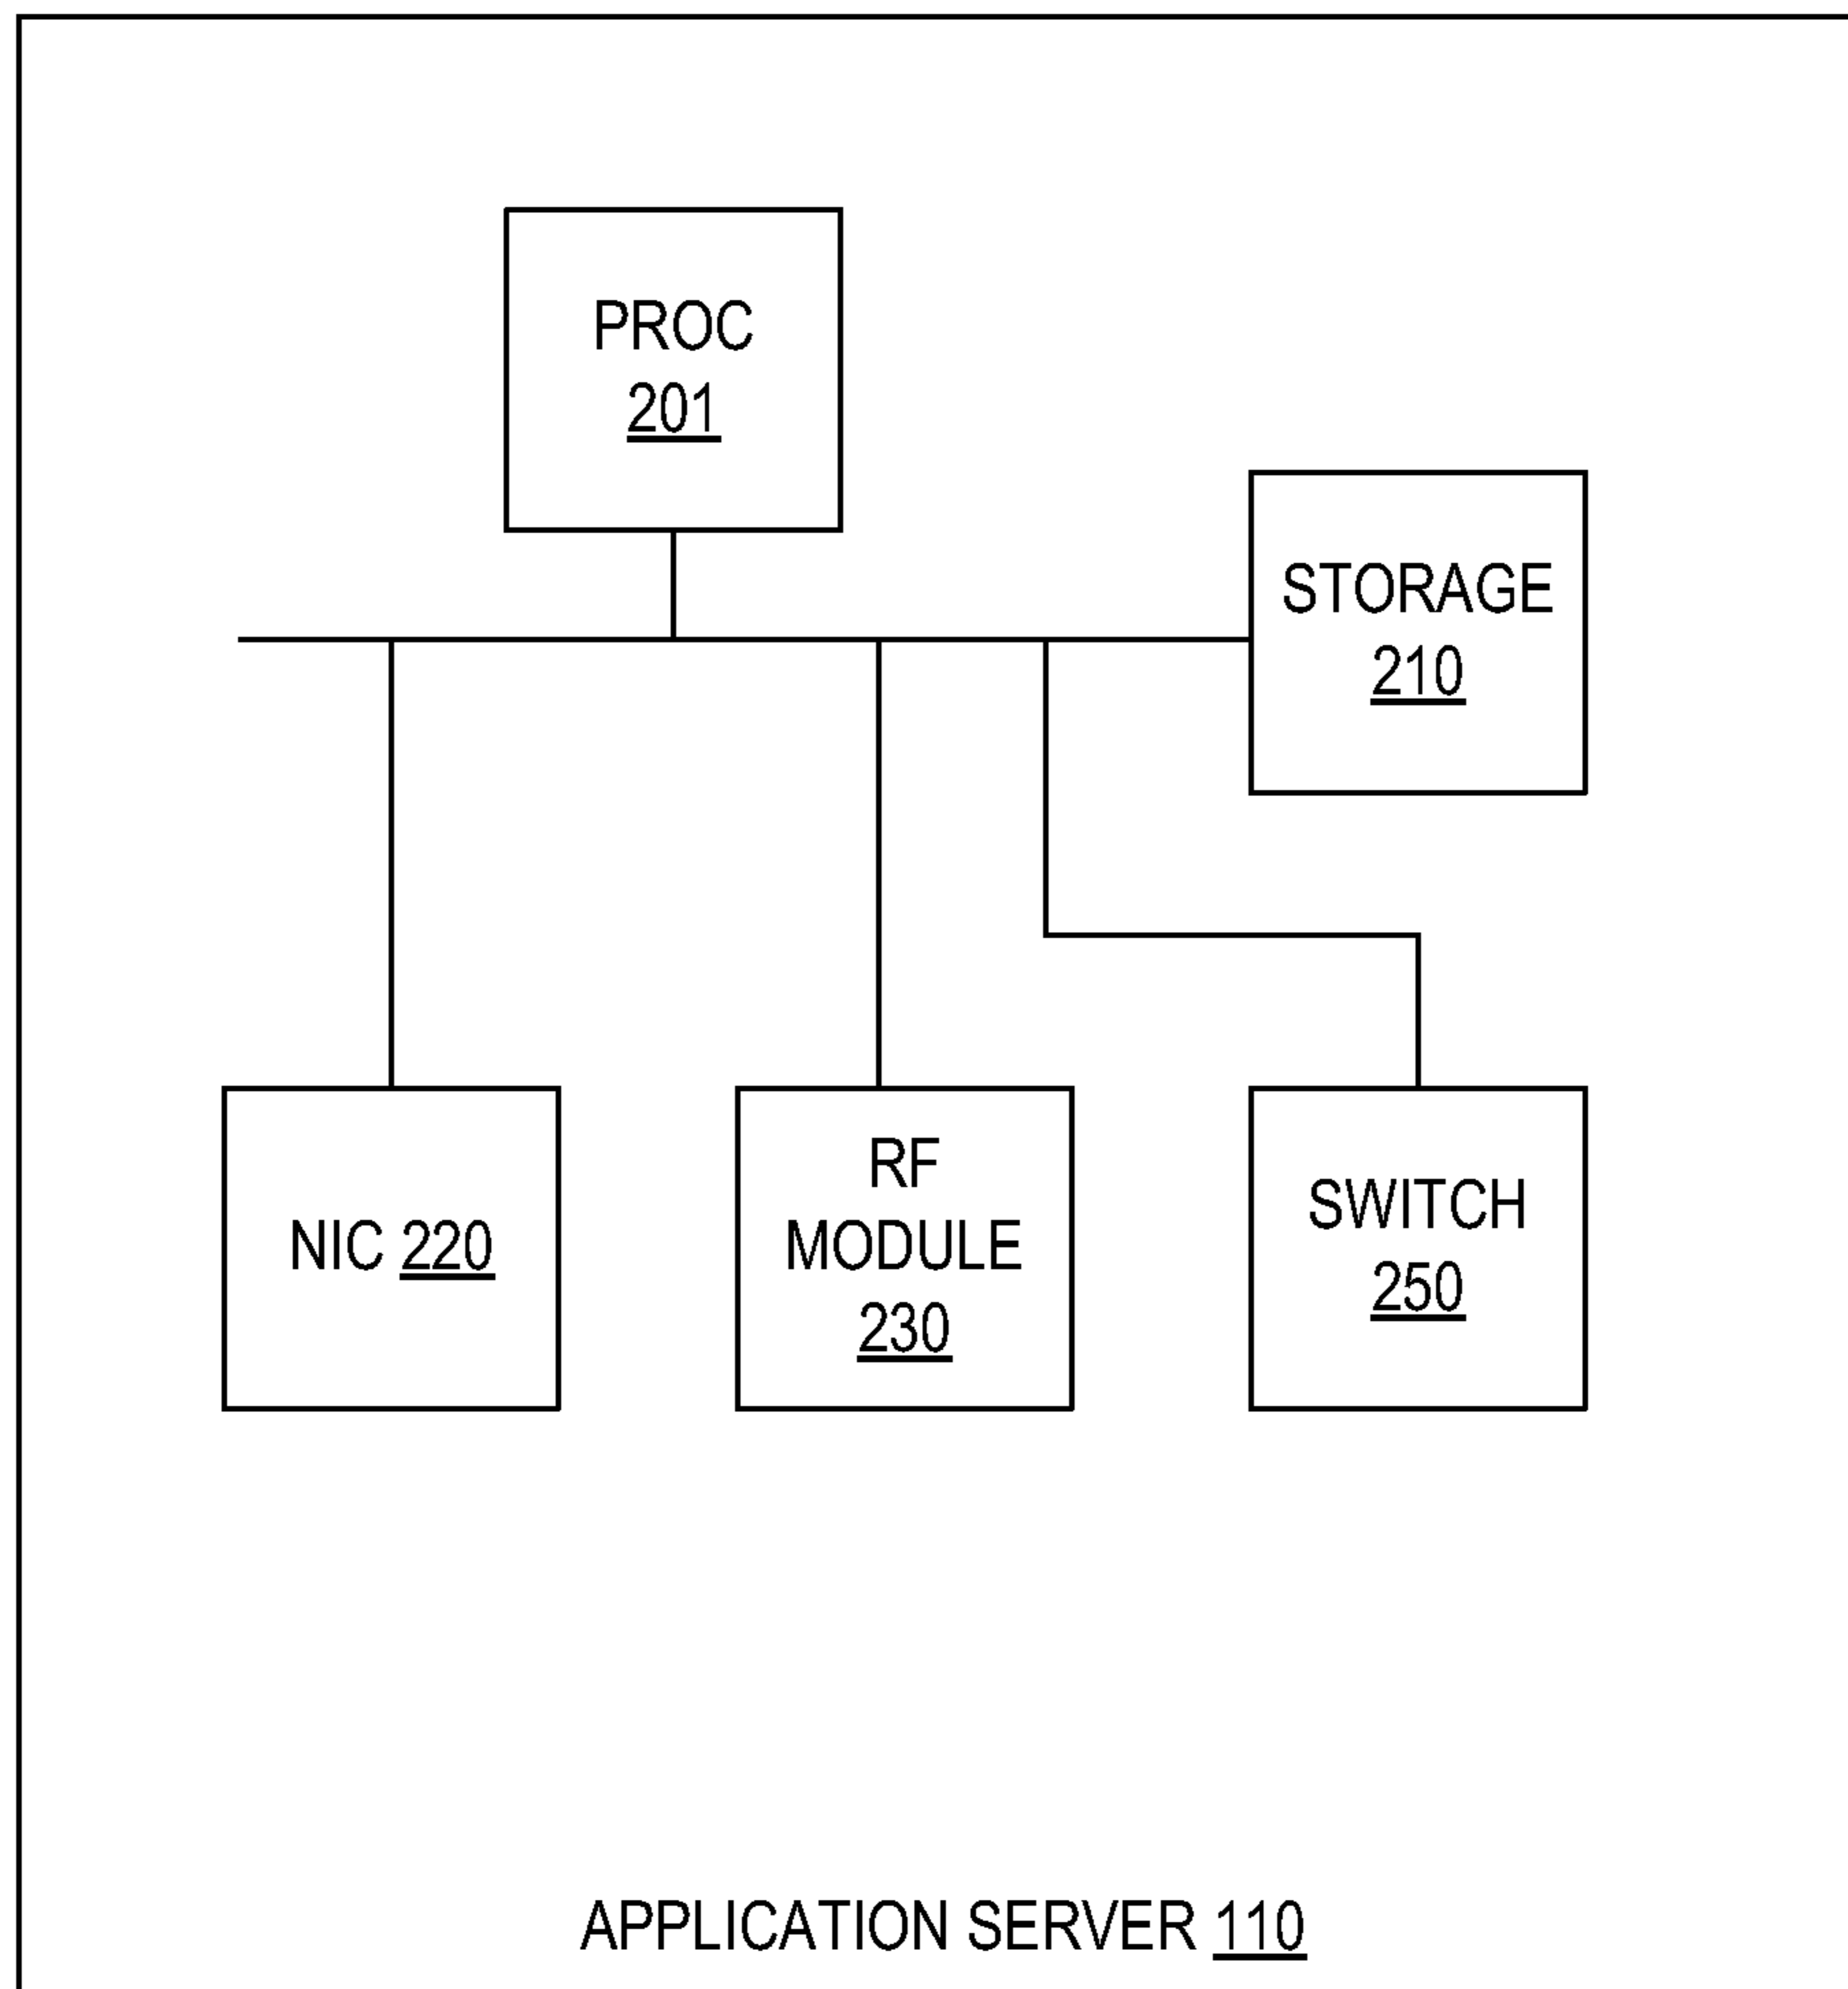 PROC
201
STORAGE
210
NIC 220
RF
MODULE
230
SWITCH
250
APPLICATION SERVER 110